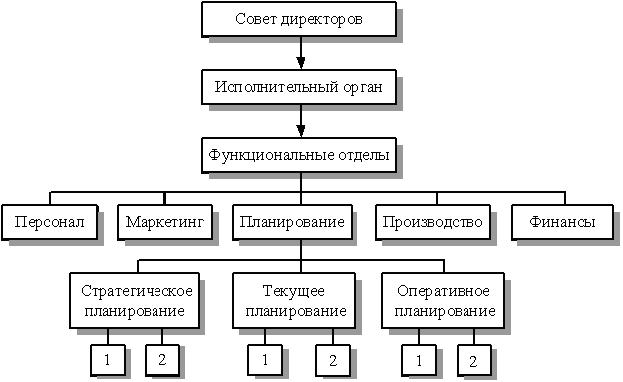 Совет директоров
Исполнительный орган
Функциональные отделы
Персонал
Маркетинг
Планирование
Производство
Финансы
Стратегическое
планирование
Текущее
планирование
Оперативное
планирование
1
2
1
2
1
2